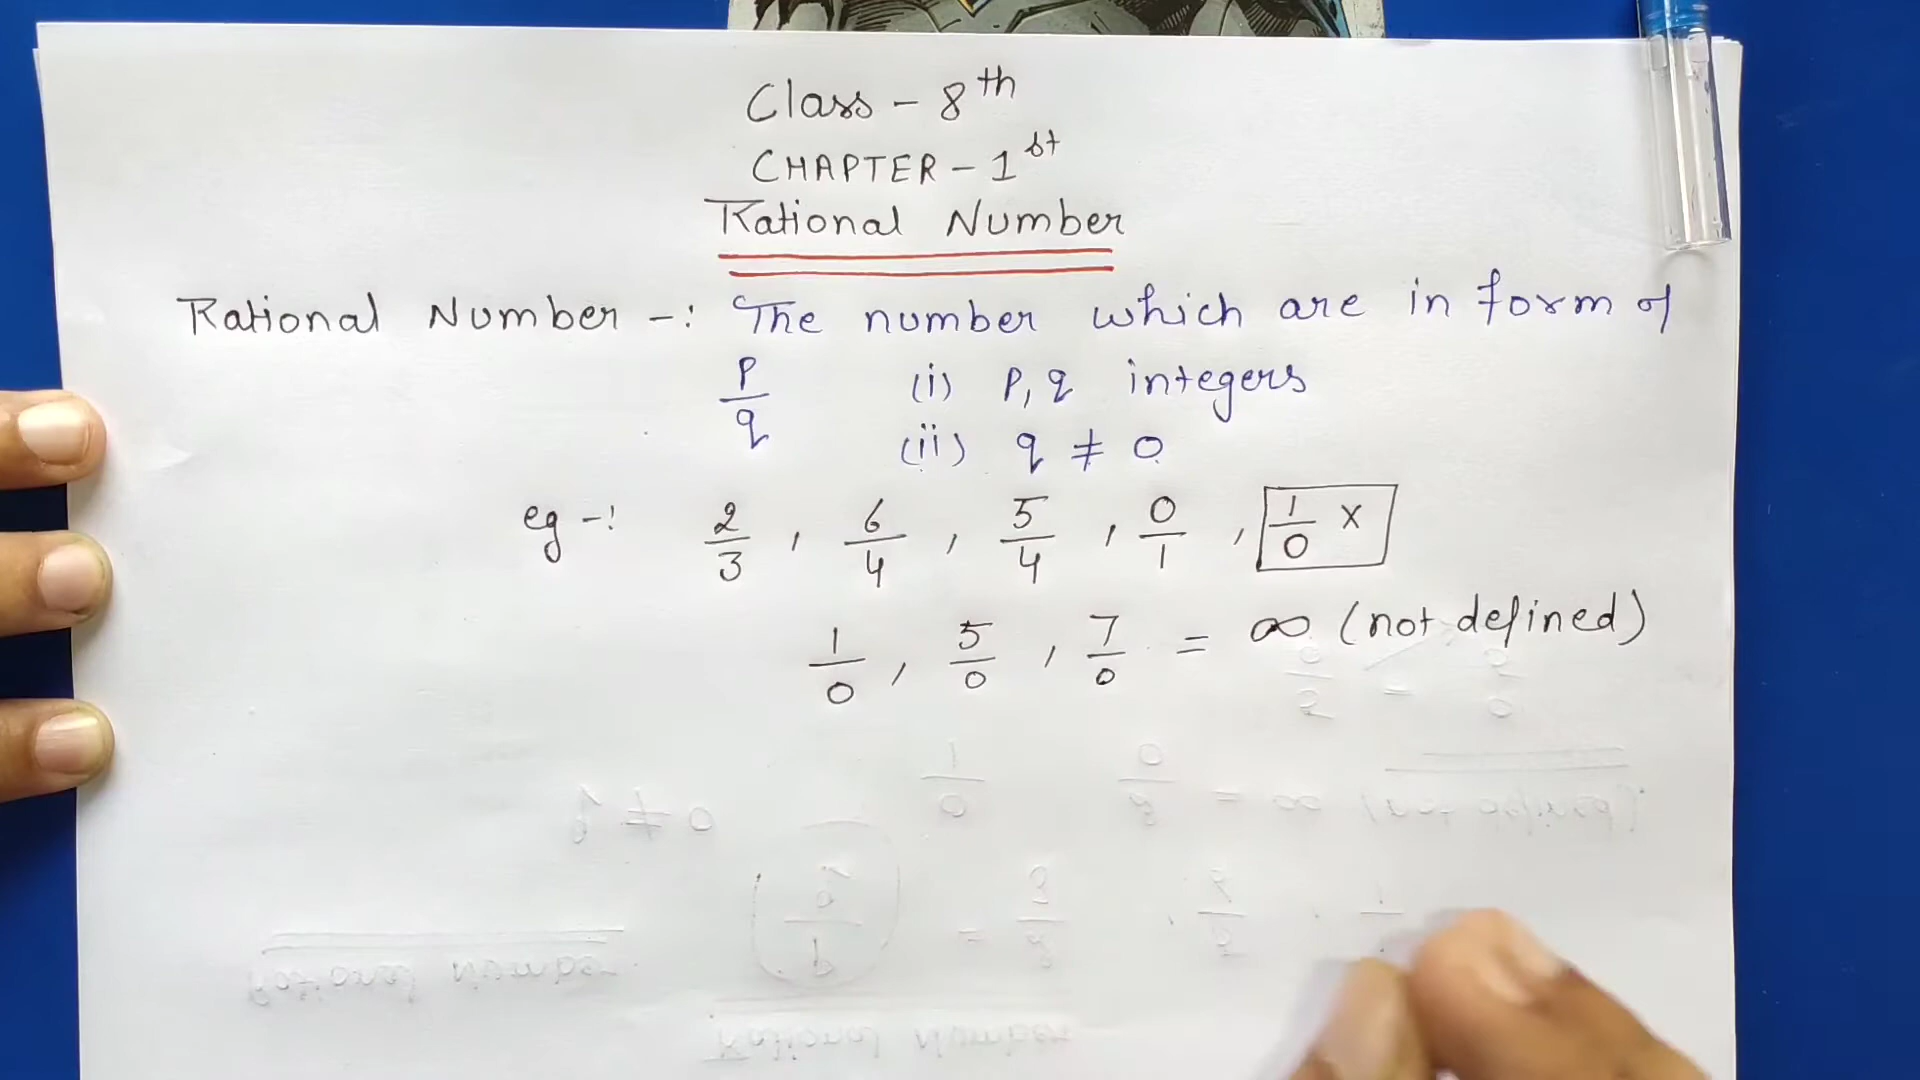 Class - 8th
CHAPTER - 1st
Rational Number
Rational Number -: The number which are in form of
p/q (i) p, q integers
(ii) q ≠ 0
eg -: 2/3 , 6/4 , 5/4 , 0/1 , 1/0 ×
1/0 , 5/0 , 7/0 = ∞ (not defined)